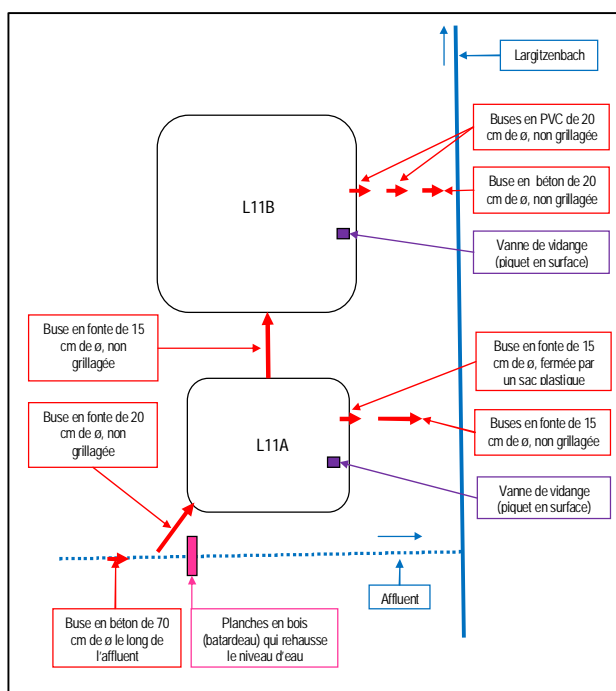 Largitzenbach
Buses en PVC de 20
cm de ø, non grillagée
L11B
Buse en béton de 20
cm de ø, non grillagée
Vanne de vidange
(piquet en surface)
Buse en fonte de 15
cm de ø, non
grillagée
Buse en fonte de 15
cm de ø, fermée par
un sac plastique
Buse en fonte de 20
cm de ø, non
grillagée
Buses en fonte de 15
cm de ø, non grillagée
L11A
Vanne de vidange
(piquet en surface)
Affluent
Buse en béton de 70
cm de ø le long de
l'affluent
Planches en bois
(batardeau) qui rehausse
le niveau d'eau